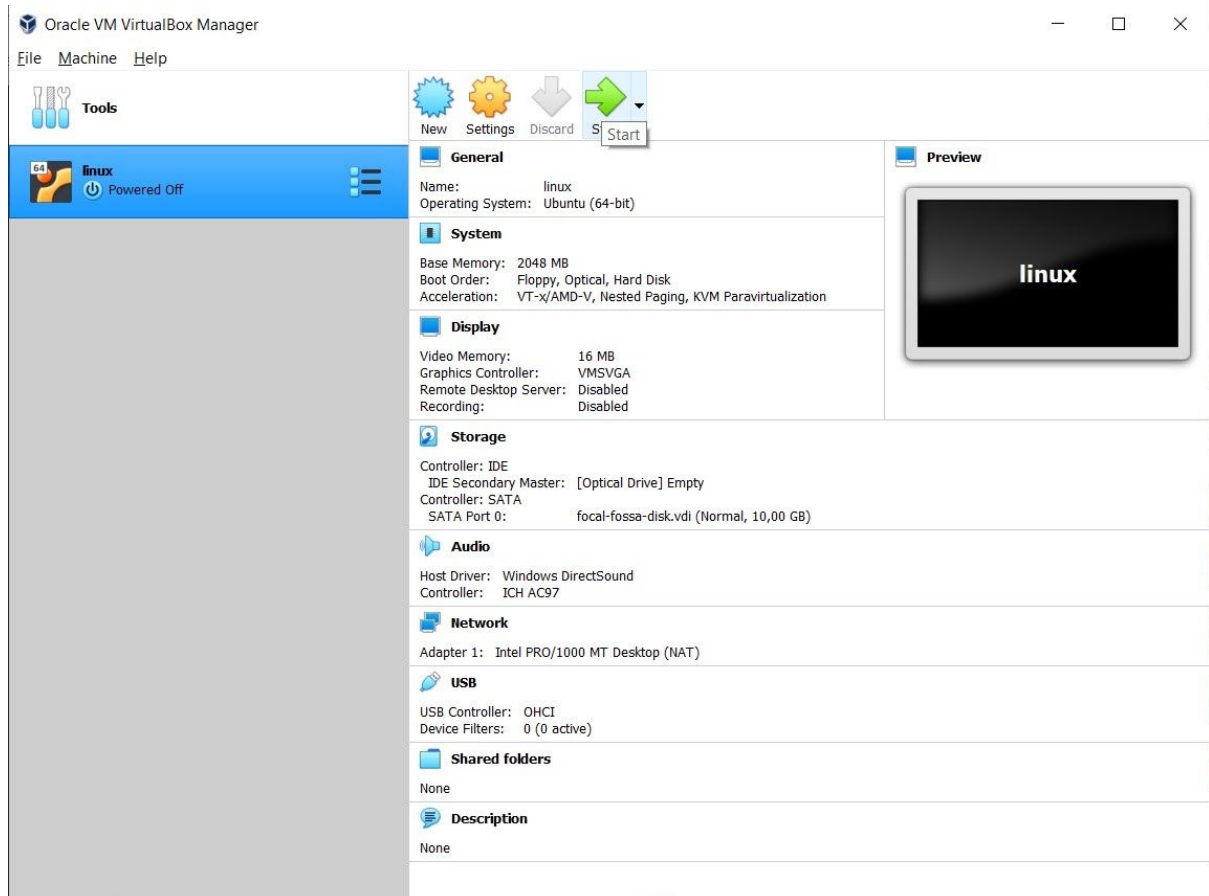 Oracle VM VirtualBox Manager
File Machine Help
Tools
64
linux
Powered Off
New Settings Discard
Start
General
Name: linux
Operating System: Ubuntu (64-bit)
System
Base Memory: 2048 MB
Boot Order: Floppy, Optical, Hard Disk
Acceleration: VT-x/AMD-V, Nested Paging, KVM Paravirtualization
Display
Video Memory: 16 MB
Graphics Controller: VMSVGA
Remote Desktop Server: Disabled
Recording: Disabled
Preview
linux
Storage
Controller: IDE
IDE Secondary Master: [Optical Drive] Empty
Controller: SATA
SATA Port 0: focal-fossa-disk.vdi (Normal, 10,00 GB)
Audio
Host Driver: Windows DirectSound
Controller: ICH AC97
Network
Adapter 1: Intel PRO/1000 MT Desktop (NAT)
USB
USB Controller: OHCI
Device Filters: 0 (0 active)
Shared folders
None
Description
None